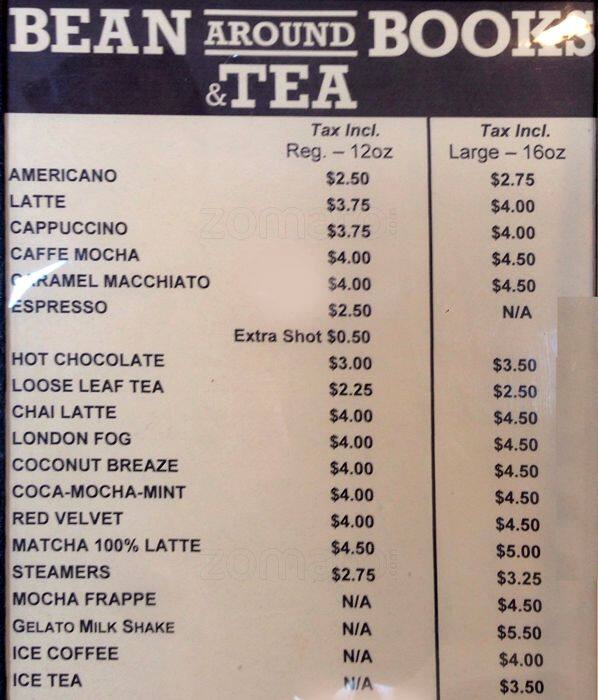 BEAN AROUND BOOKS
&TEA
Tax Incl. Tax Incl.
Reg. – 12oz Large – 16oz
AMERICANO $2.50 $2.75
LATTE $3.75 $4.00
CAPPUCCINO $3.75 $4.00
CAFFE MOCHA $4.00 $4.50
CARAMEL MACCHIATO $4.00 $4.50
ESPRESSO $2.50 N/A
Extra Shot $0.50
HOT CHOCOLATE $3.00 $3.50
LOOSE LEAF TEA $2.25 $2.50
CHAI LATTE $4.00 $4.50
LONDON FOG $4.00 $4.50
COCONUT BREAZE $4.00 $4.50
COCA-MOCHA-MINT $4.00 $4.50
RED VELVET $4.00 $4.50
MATCHA 100% LATTE $4.50 $5.00
STEAMERS $2.75 $3.25
MOCHA FRAPPE N/A $4.50
GELATO MILK SHAKE N/A $5.50
ICE COFFEE N/A $4.00
ICE TEA N/A $3.50